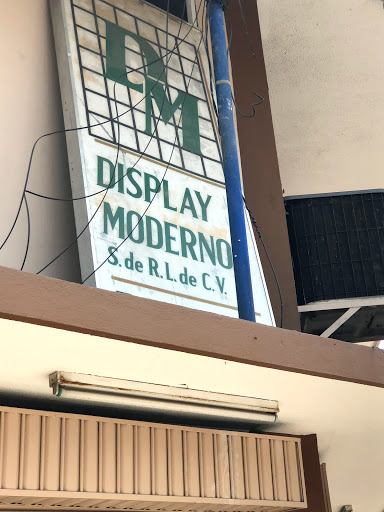 DM
DISPLAY
MODERNO
S. de R. L. de C. V.